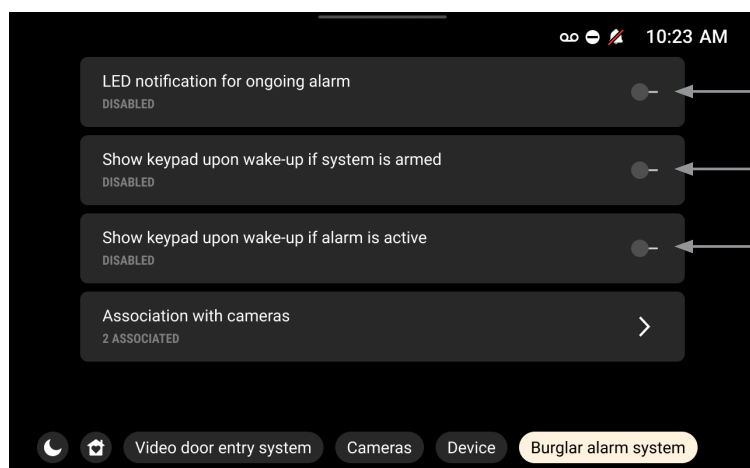 10:23 AM
LED notification for ongoing alarm
DISABLED
Show keypad upon wake-up if system is armed
DISABLED
Show keypad upon wake-up if alarm is active
DISABLED
Association with cameras
2 ASSOCIATED
Video door entry system Cameras Device Burglar alarm system